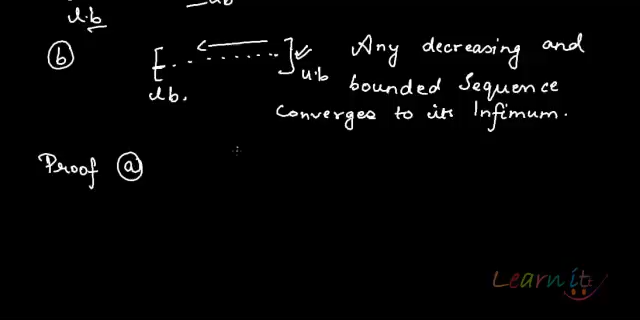 l.b u.b
(b) [ ] u.b Any decreasing and
l.b. bounded Sequence
Converges to its Infimum.
Proof (a)
Learnit